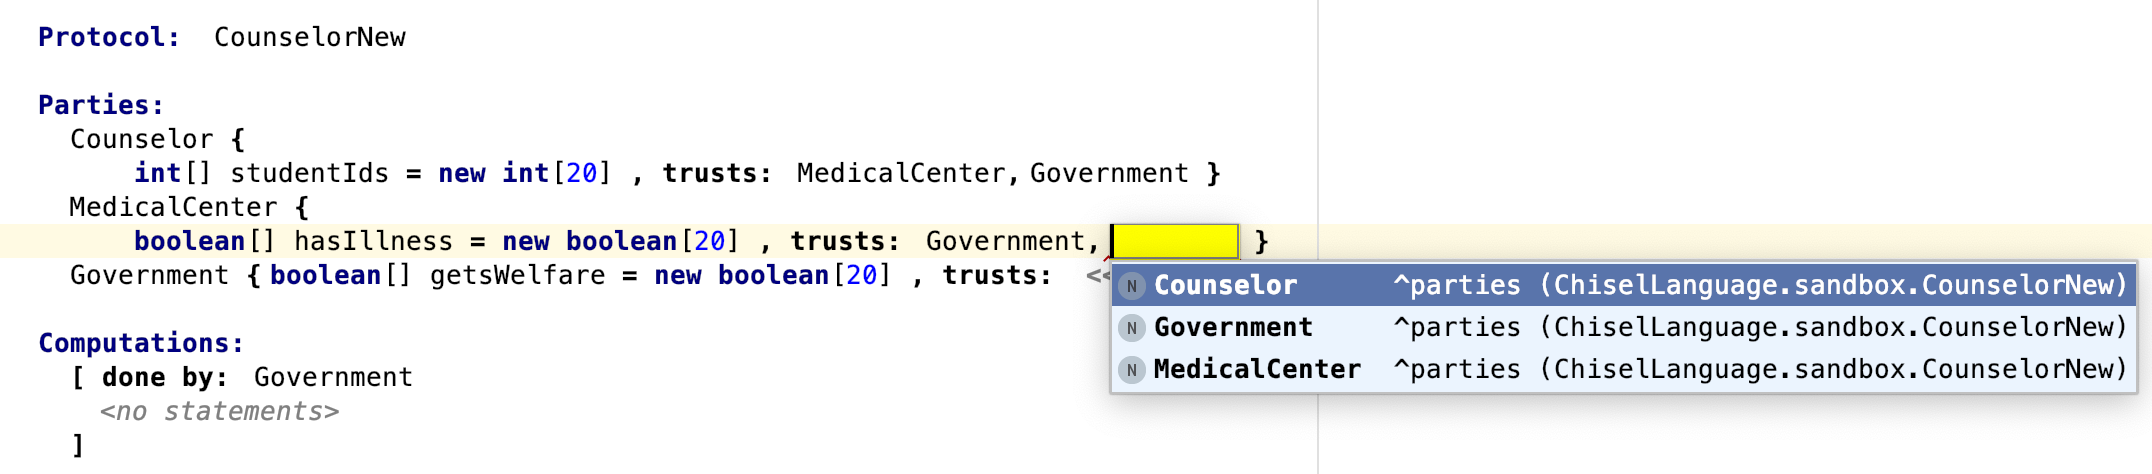 Protocol: CounselorNew
Parties:
Counselor {
int[] studentIds = new int[20] , trusts: MedicalCenter, Government }
MedicalCenter {
boolean[] hasIllness = new boolean[20] , trusts: Government, }
Government { boolean[] getsWelfare = new boolean[20] , trusts: <<
Counselor ^parties (ChiselLanguage.sandbox.CounselorNew)
Government ^parties (ChiselLanguage.sandbox.CounselorNew)
MedicalCenter ^parties (ChiselLanguage.sandbox.CounselorNew)
Computations:
[ done by: Government
<no statements>
]